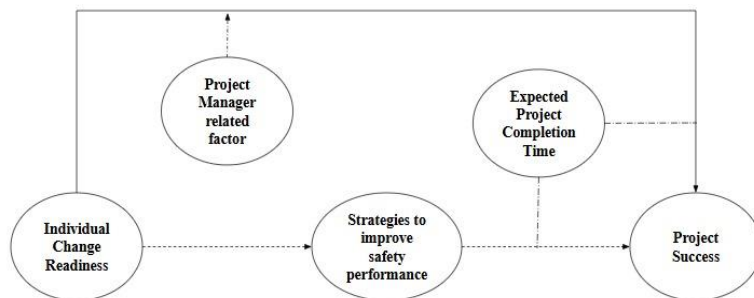 Project
Manager
related
factor
Expected
Project
Completion
Time
Individual
Change
Readiness
Strategies to
improve
safety
performance
Project
Success